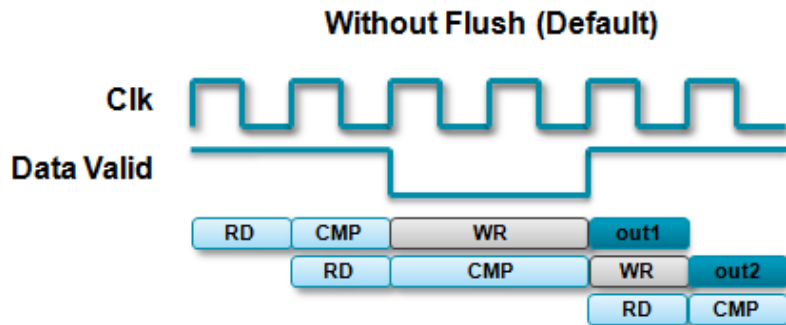 Without Flush (Default)
Clk
Data Valid
RD CMP WR out1
RD CMP WR out2
RD CMP